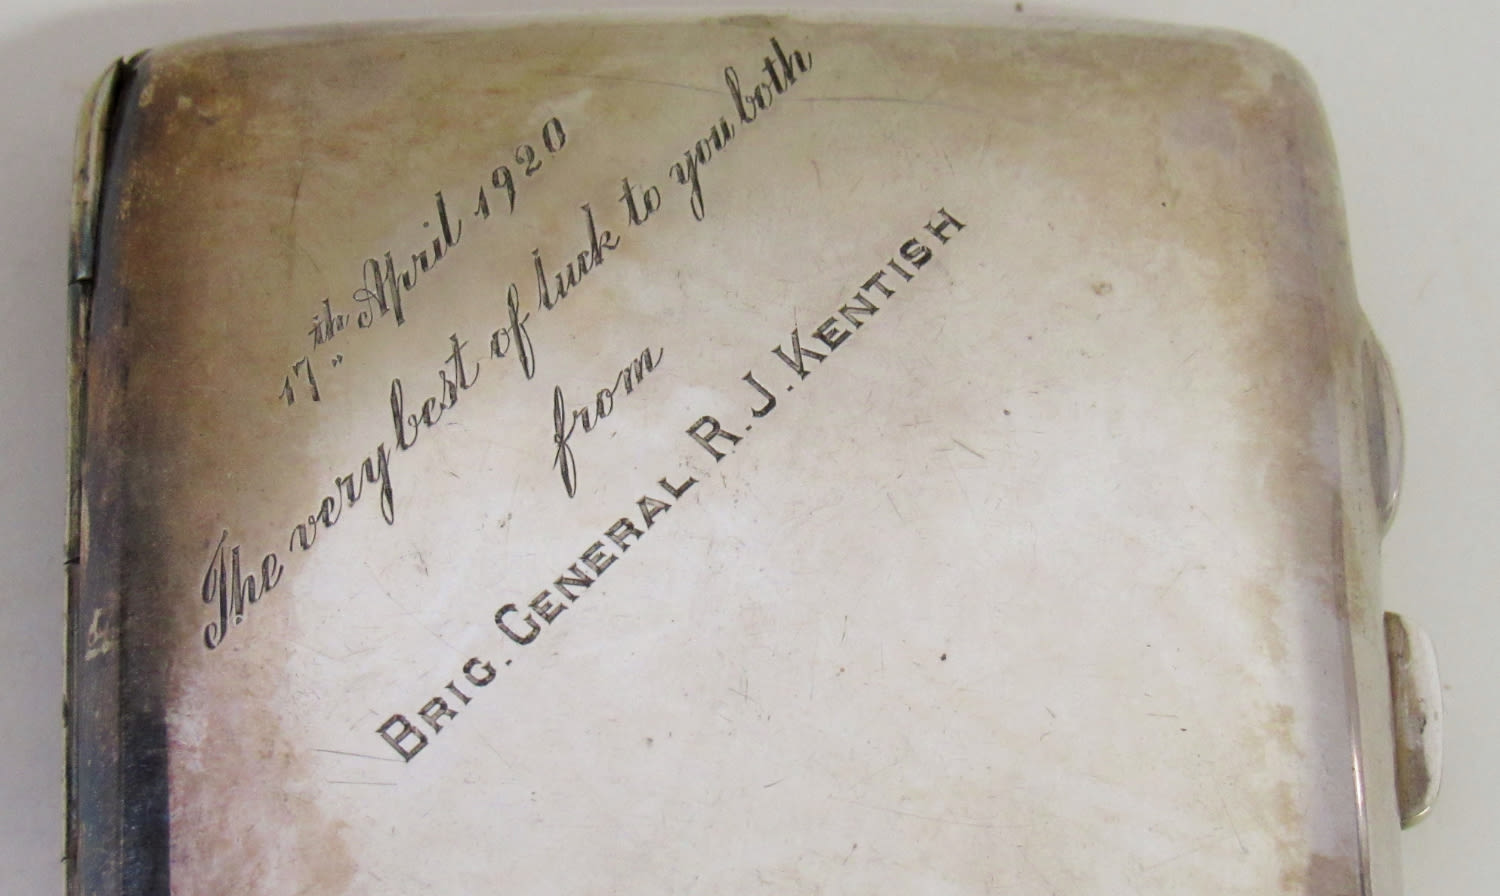 17th April 1920
The very best of luck to you both
from
BRIG. GENERAL R. J. KENTISH